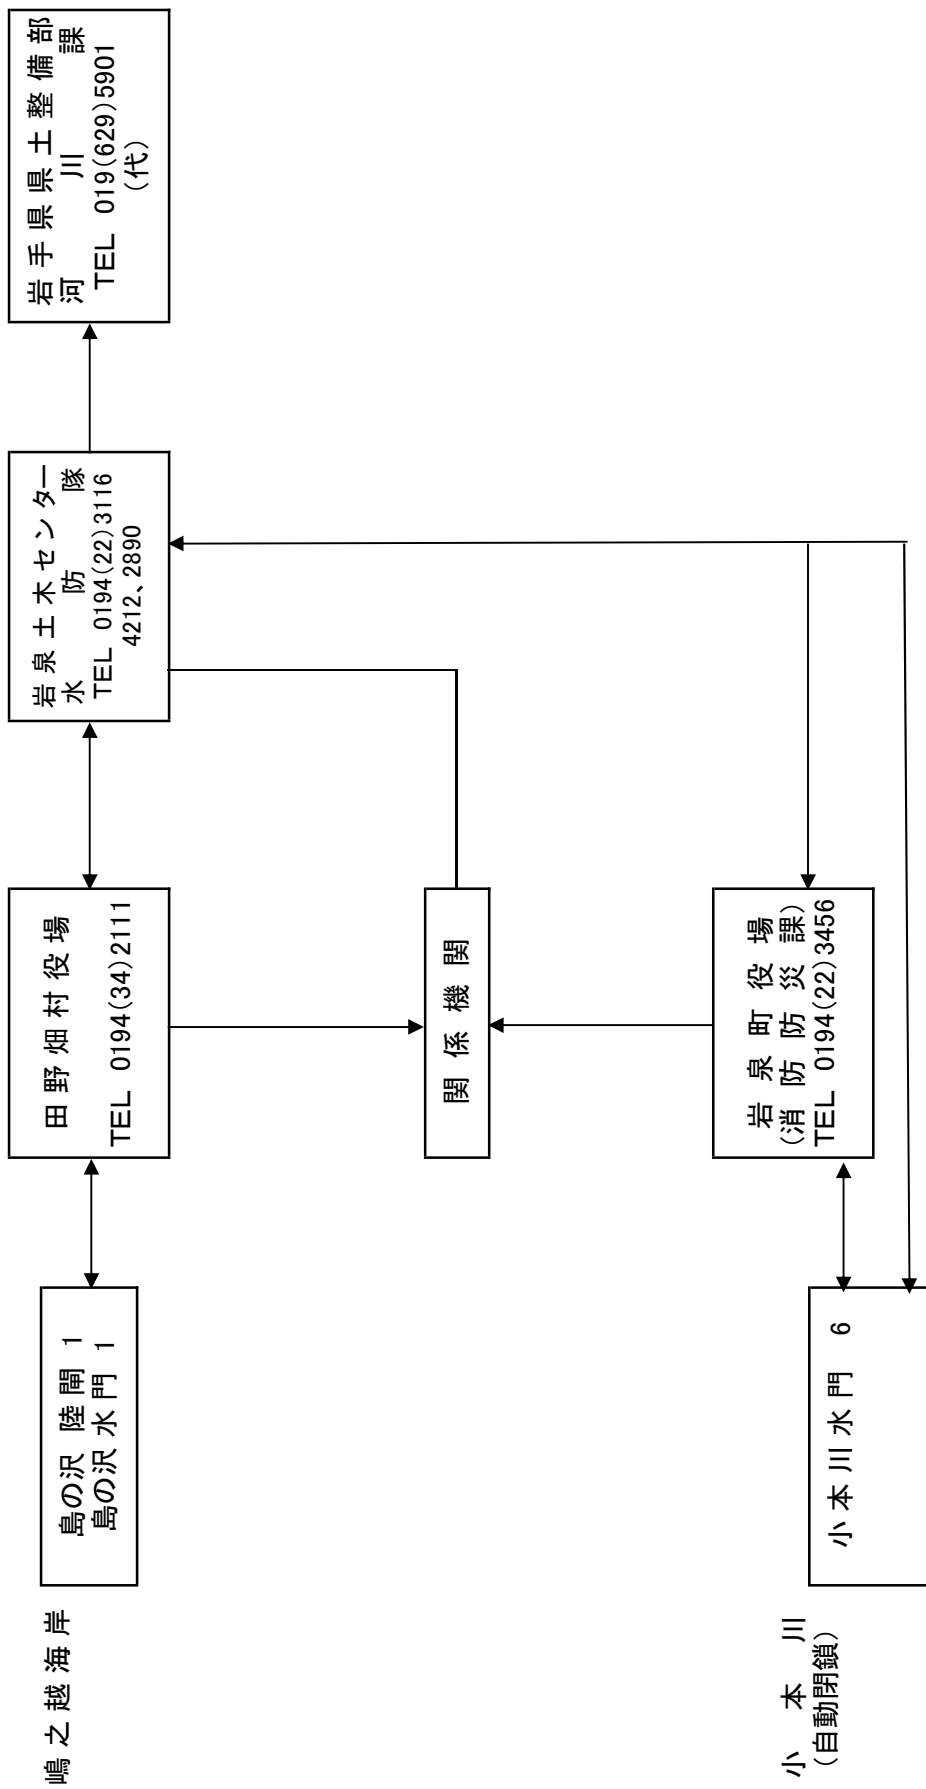 嶋之越海岸
島の沢 陸閘 1
島の沢 水門 1
田野畑村役場
TEL 0194(34)2111
岩泉土木センター
水防隊
TEL 0194(22)3116
4212、2890
岩手県県土整備部
河川課
TEL 019(629)5901
(代)
関係機関
小本川
(自動閉鎖)
小本川水門 6
岩泉町役場
(消防防災課)
TEL 0194(22)3456